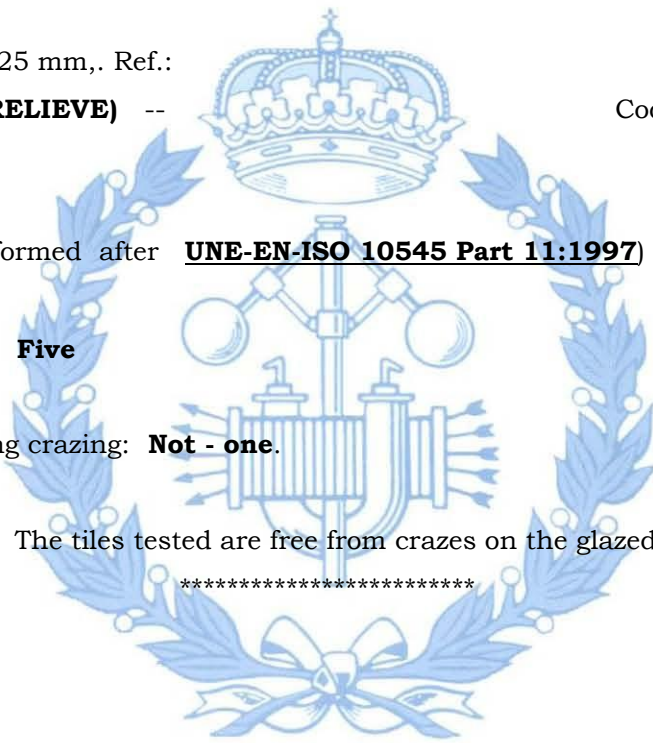 25 mm,. Ref.:
RELIEVE) -- Coo
formed after UNE-EN-ISO 10545 Part 11:1997)
Five
ng crazing: Not - one.
The tiles tested are free from crazes on the glazed
*************************